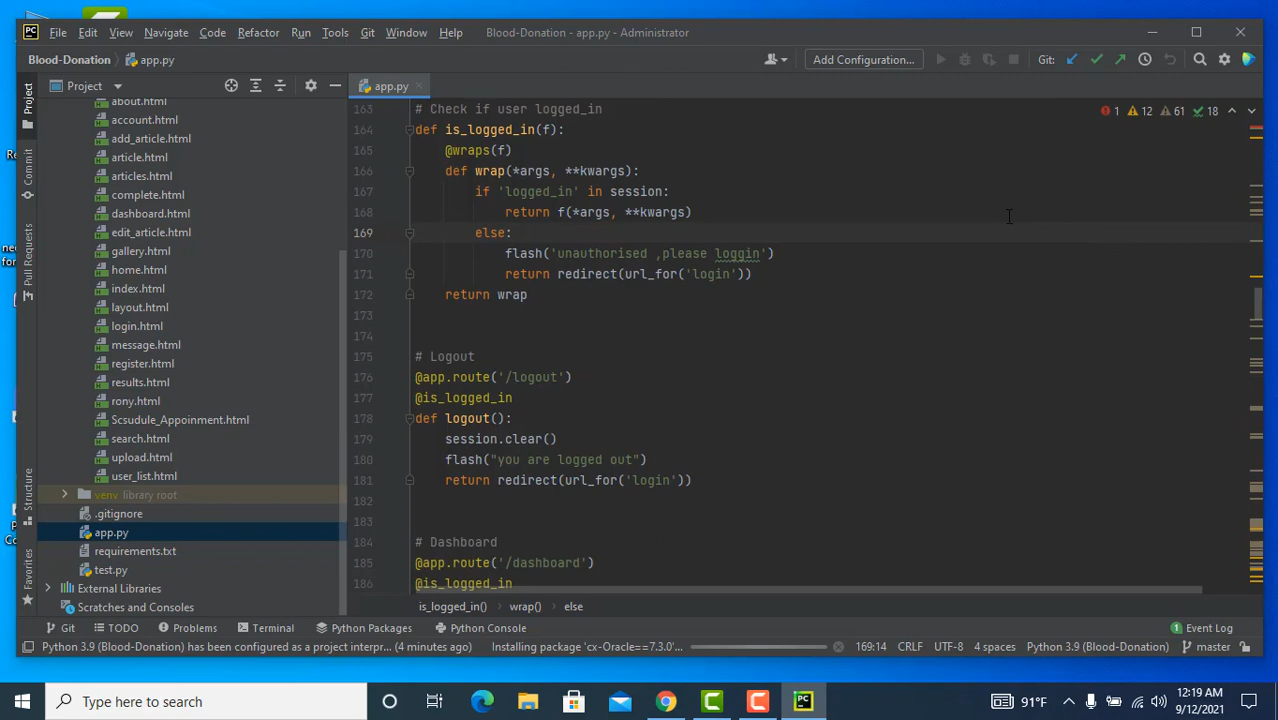 File Edit View Navigate Code Refactor Run Tools Git Window Help Blood-Donation - app.py - Administrator
Blood-Donation app.py Add Configuration... Git:
Project app.py
about.html
account.html
add_article.html
article.html
articles.html
complete.html
dashboard.html
edit_article.html
gallery.html
home.html
index.html
layout.html
login.html
message.html
register.html
results.html
rony.html
Scsudule_Appoinment.html
search.html
upload.html
user_list.html
venv library root
.gitignore
app.py
requirements.txt
test.py
External Libraries
Scratches and Consoles
Project
Commit
Pull Requests
Structure
Favorites
1 12 61 18
163 # Check if user logged_in
164 def is_logged_in(f):
165 @wraps(f)
166 def wrap(*args, **kwargs):
167 if 'logged_in' in session:
168 return f(*args, **kwargs)
169 else:
170 flash('unauthorised ,please loggin')
171 return redirect(url_for('login'))
172 return wrap
173
174
175 # Logout
176 @app.route('/logout')
177 @is_logged_in
178 def logout():
179 session.clear()
180 flash("you are logged out")
181 return redirect(url_for('login'))
182
183
184 # Dashboard
185 @app.route('/dashboard')
186 @is_logged_in
is_logged_in() wrap() else
Git TODO Problems Terminal Python Packages Python Console 1 Event Log
Python 3.9 (Blood-Donation) has been configured as a project interpr... (4 minutes ago) Installing package 'cx-Oracle==7.3.0'... 169:14 CRLF UTF-8 4 spaces Python 3.9 (Blood-Donation) master
Type here to search 91°F 12:19 AM
9/12/2021